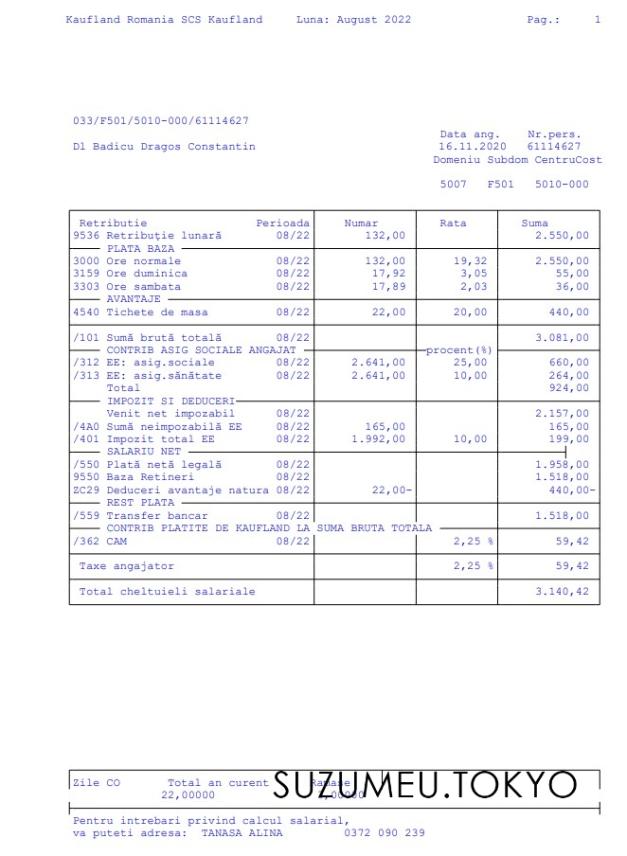 Kaufland Romania SCS Kaufland Luna: August 2022 Pag.: 1
033/F501/5010-000/61114627
Data ang. Nr.pers.
Dl Badicu Dragos Constantin 16.11.2020 61114627
Domeniu Subdom CentruCost
5007 F501 5010-000
Retributie Perioada Numar Rata Suma
9536 Retribuţie lunară 08/22 132,00 2.550,00
PLATA BAZA
3000 Ore normale 08/22 132,00 19,32 2.550,00
3159 Ore duminica 08/22 17,92 3,05 55,00
3303 Ore sambata 08/22 17,89 2,03 36,00
AVANTAJE
4540 Tichete de masa 08/22 22,00 20,00 440,00
/101 Sumă brută totală 08/22 3.081,00
CONTRIB ASIG SOCIALE ANGAJAT procent(%)
/312 EE: asig.sociale 08/22 2.641,00 25,00 660,00
/313 EE: asig.sănătate 08/22 2.641,00 10,00 264,00
Total 924,00
IMPOZIT SI DEDUCERI
Venit net impozabil 08/22 2.157,00
/4A0 Sumă neimpozabilă EE 08/22 165,00 165,00
/401 Impozit total EE 08/22 1.992,00 10,00 199,00
SALARIU NET
/550 Plată netă legală 08/22 1.958,00
9550 Baza Retineri 08/22 1.518,00
ZC29 Deduceri avantaje natura 08/22 22,00- 440,00-
REST PLATA
/559 Transfer bancar 08/22 1.518,00
CONTRIB PLATITE DE KAUFLAND LA SUMA BRUTA TOTALA
/362 CAM 08/22 2,25 % 59,42
Taxe angajator 2,25 % 59,42
Total cheltuieli salariale 3.140,42
Zile CO Total an curent
22,00000
SUZUMEU.TOKYO
Pentru intrebari privind calcul salarial,
va puteti adresa: TANASA ALINA 0372 090 239